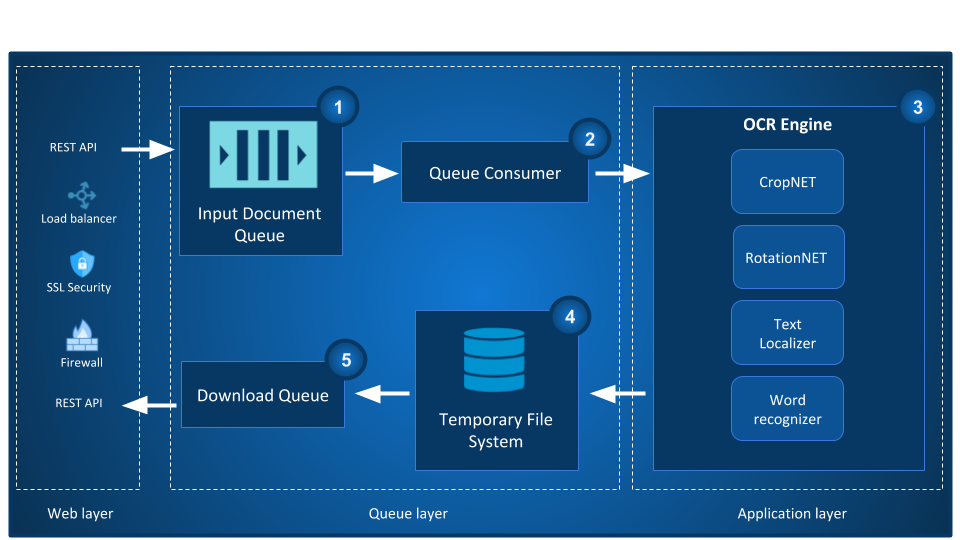 REST API
Load balancer
SSL Security
Firewall
REST API
Web layer
1
Input Document
Queue
2
Queue Consumer
4
Temporary File
System
5
Download Queue
Queue layer
3
OCR Engine
CropNET
RotationNET
Text
Localizer
Word
recognizer
Application layer